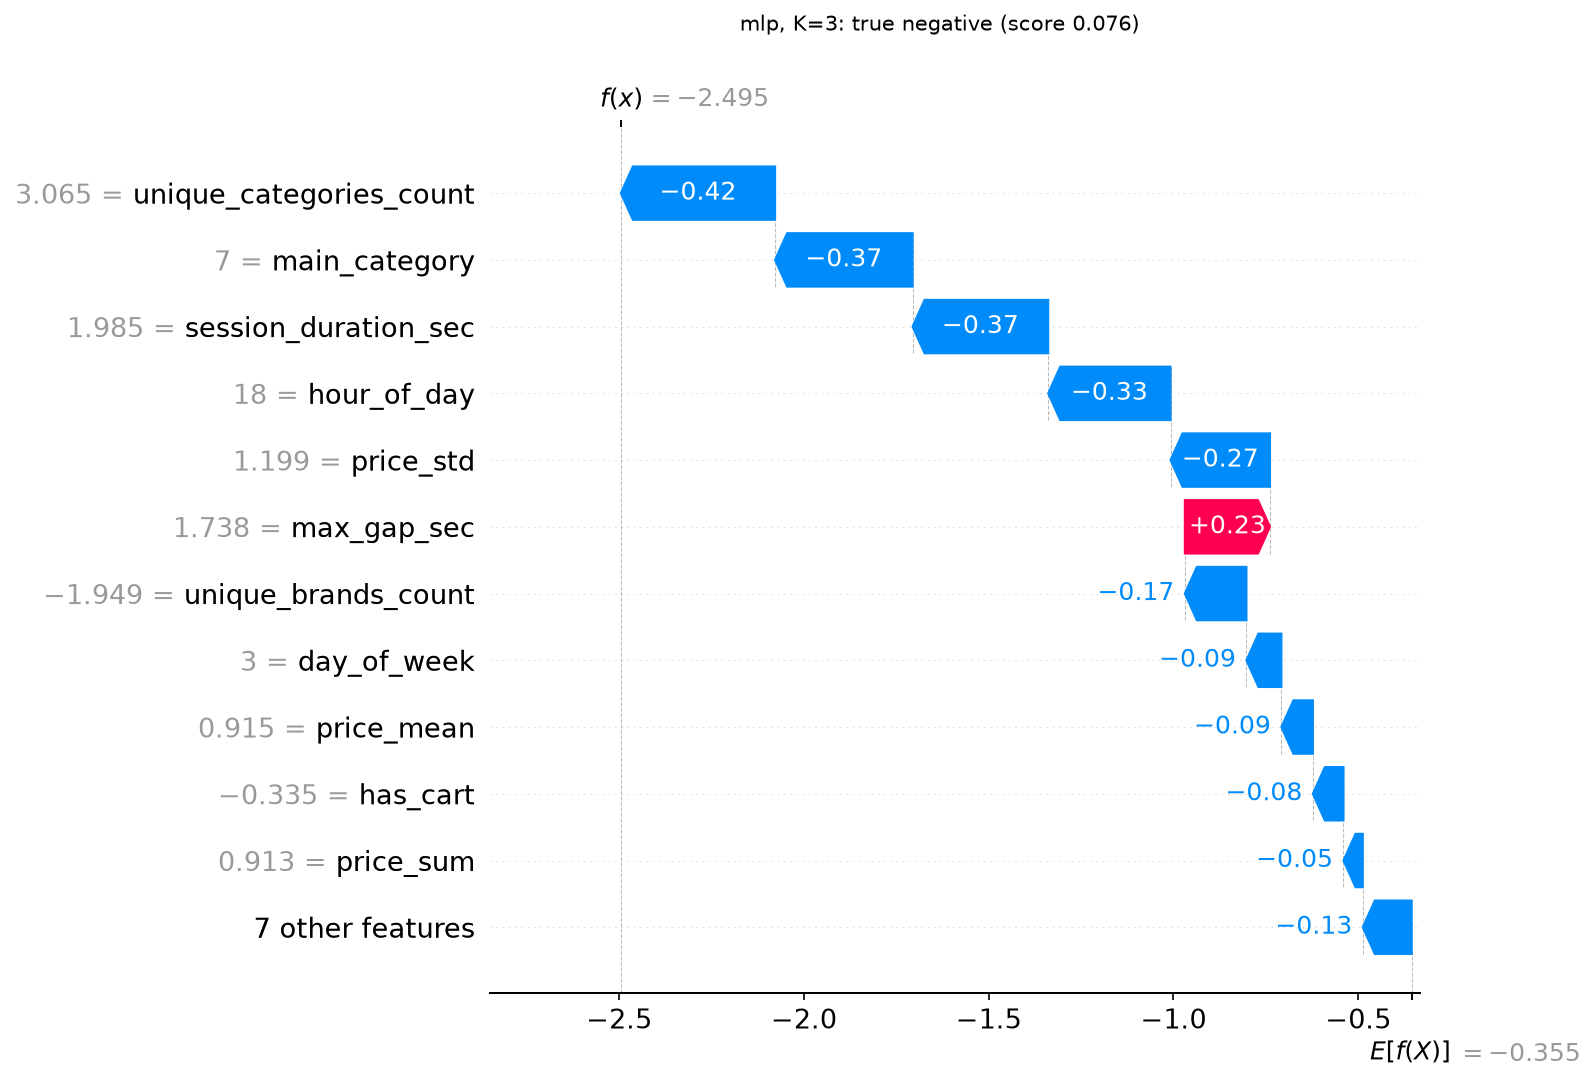 mlp, K=3: true negative (score 0.076)
f(x) = −2.495
3.065 = unique_categories_count −0.42
7 = main_category −0.37
1.985 = session_duration_sec −0.37
18 = hour_of_day −0.33
1.199 = price_std −0.27
1.738 = max_gap_sec +0.23
−1.949 = unique_brands_count −0.17
3 = day_of_week −0.09
0.915 = price_mean −0.09
−0.335 = has_cart −0.08
0.913 = price_sum −0.05
7 other features −0.13
−2.5 −2.0 −1.5 −1.0 −0.5
E[f(X)] = −0.355